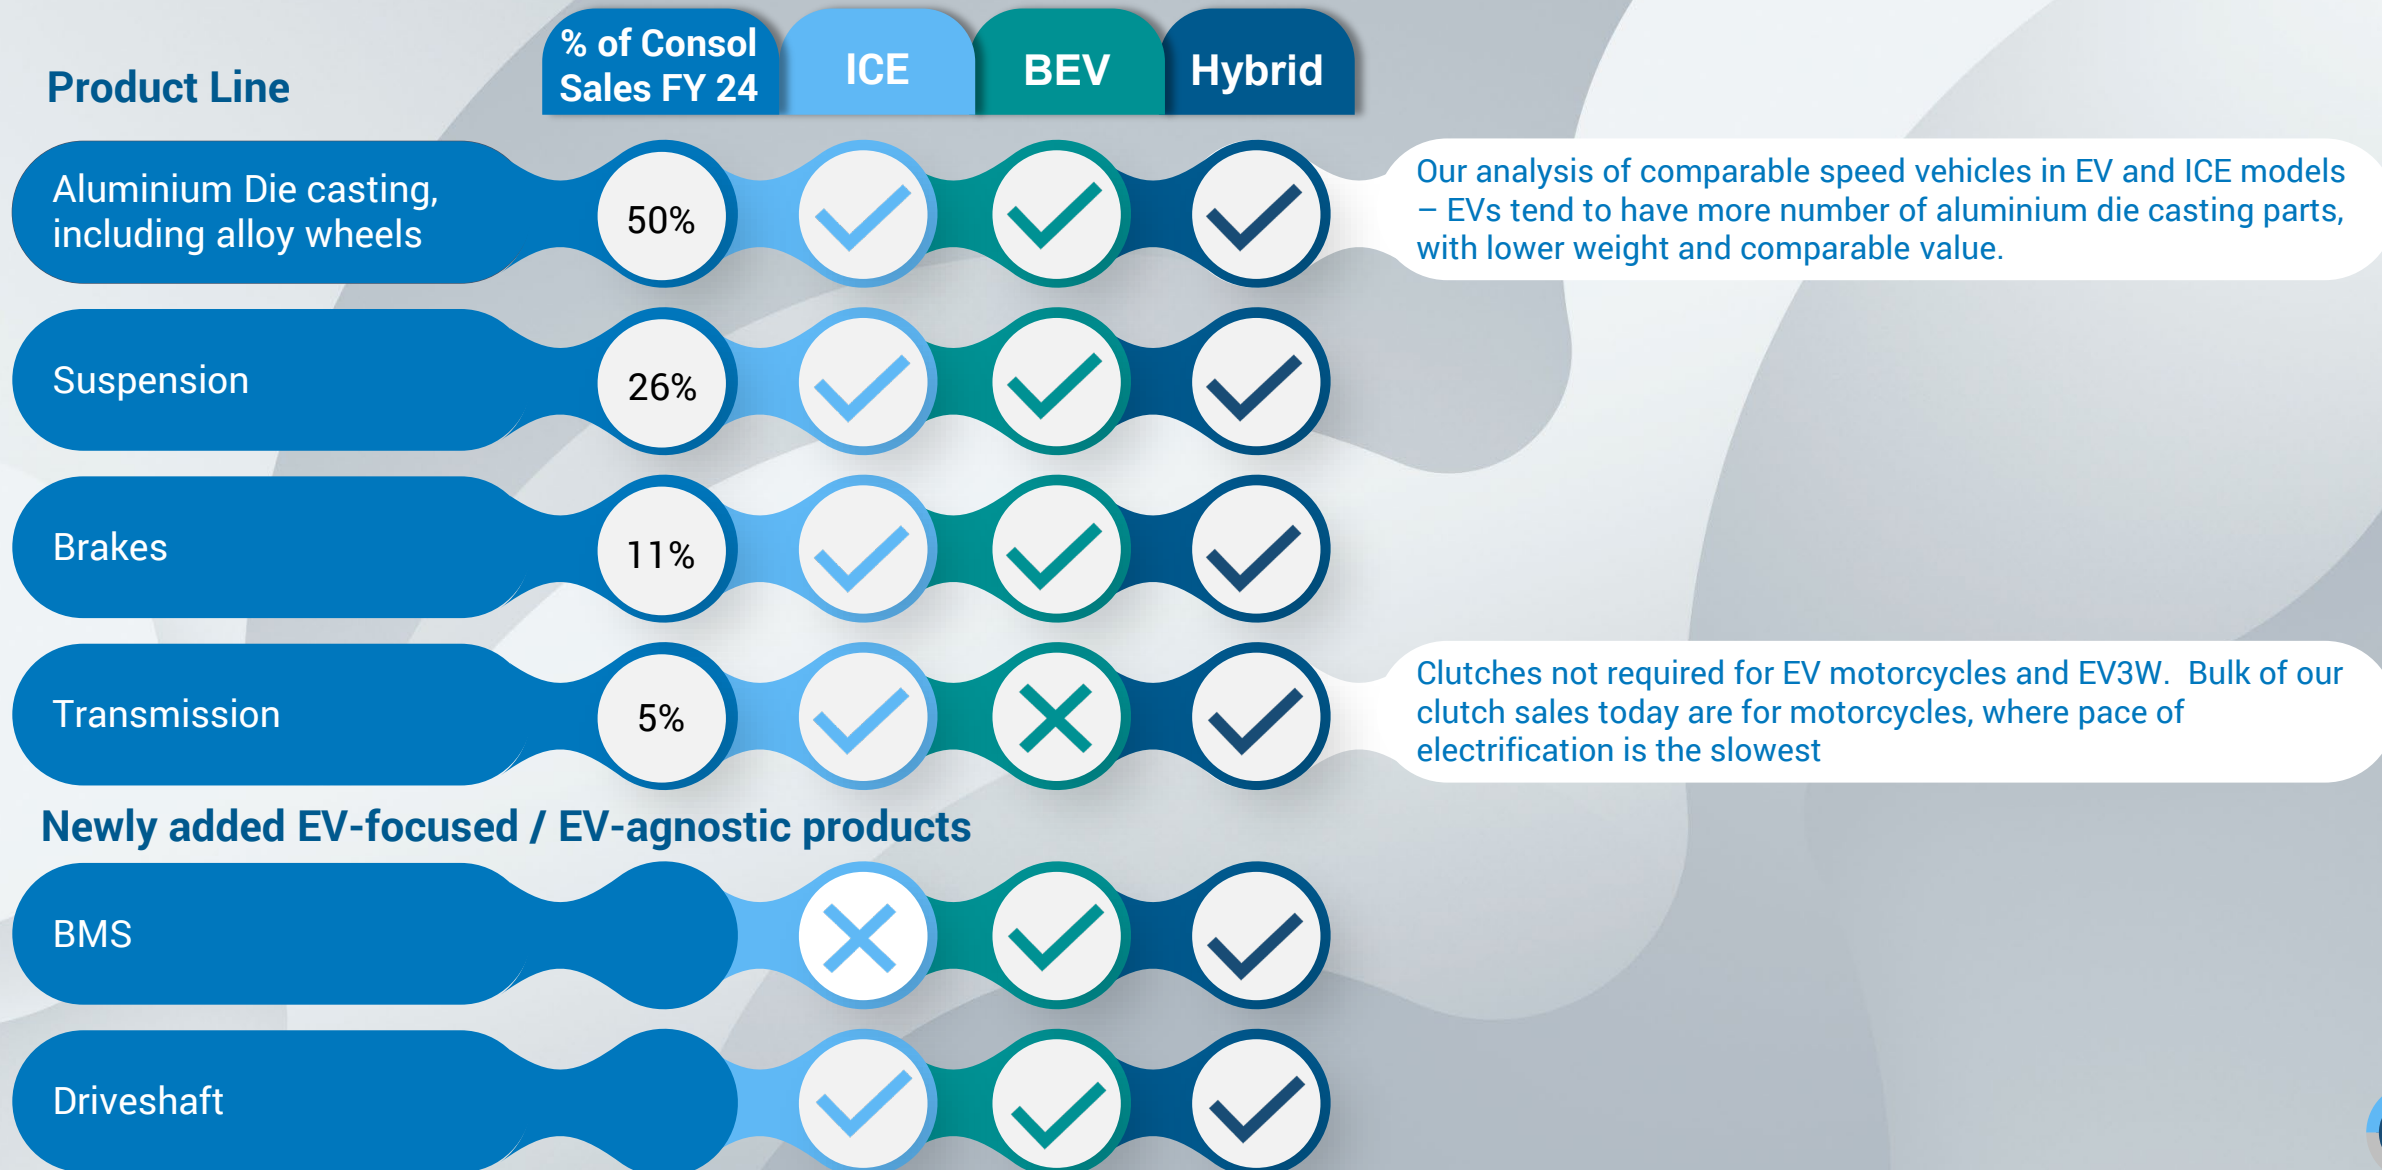 Product Line
% of Consol
Sales FY 24
ICE
BEV
Hybrid
Aluminium Die casting,
including alloy wheels
50%
Our analysis of comparable speed vehicles in EV and ICE models
– EVs tend to have more number of aluminium die casting parts,
with lower weight and comparable value.
Suspension
26%
Brakes
11%
Transmission
5%
Clutches not required for EV motorcycles and EV3W. Bulk of our
clutch sales today are for motorcycles, where pace of
electrification is the slowest
Newly added EV-focused / EV-agnostic products
BMS
Driveshaft